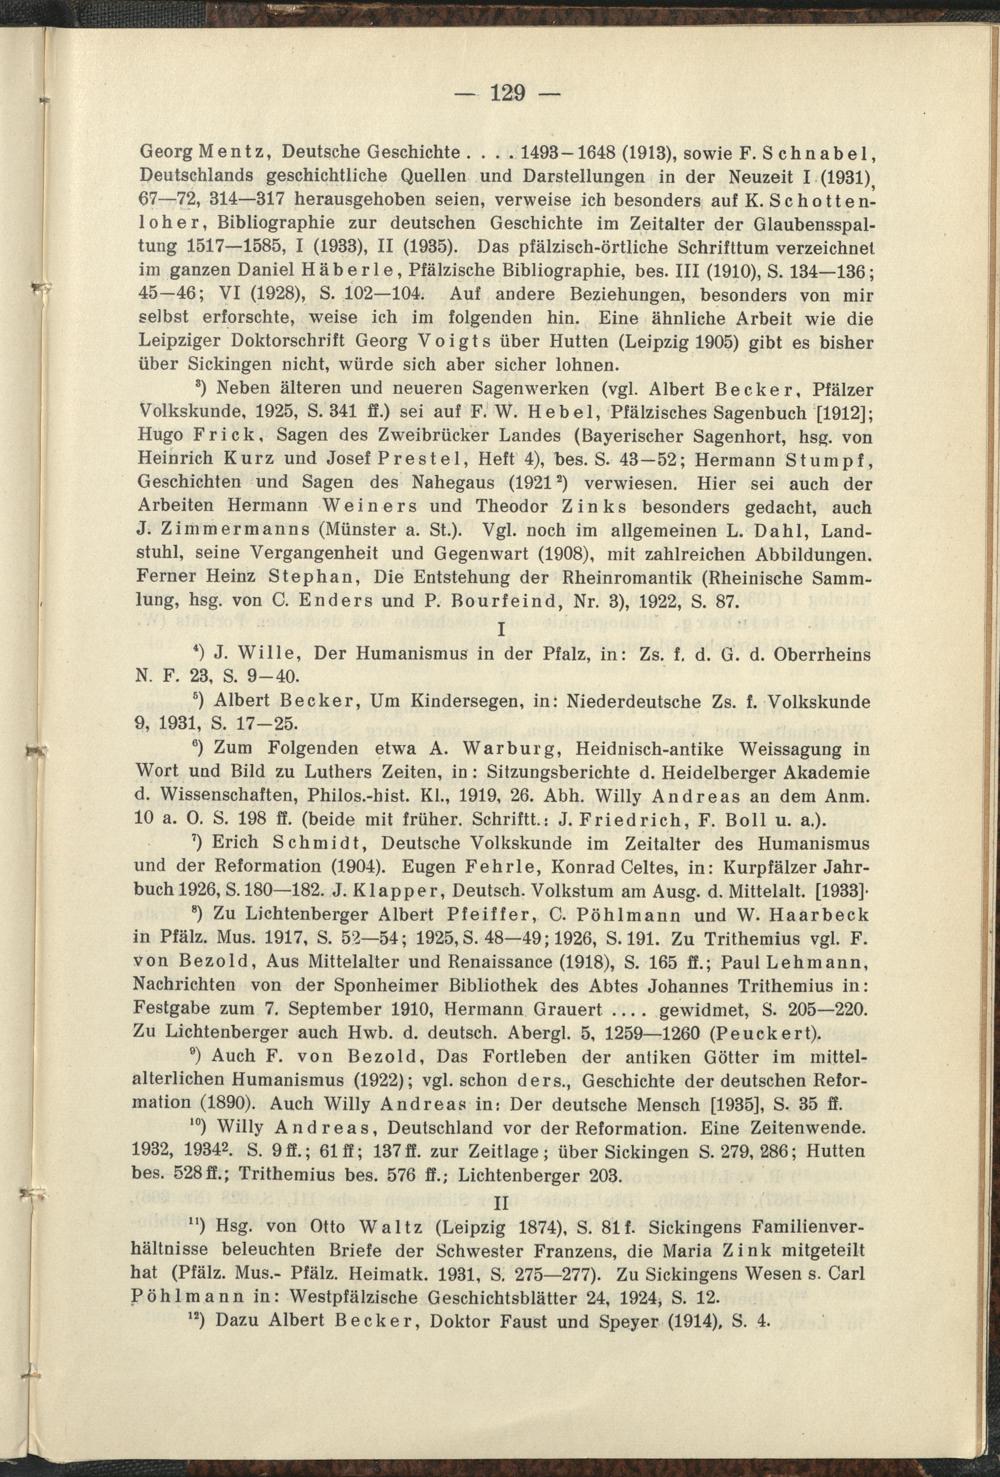 — 129 —
Georg Mentz, Deutsche Geschichte . . . . 1493–1648 (1913), sowie F. Schnabel,
Deutschlands geschichtliche Quellen und Darstellungen in der Neuzeit I (1931),
67—72, 314—317 herausgehoben seien, verweise ich besonders auf K. Schotten-
loher, Bibliographie zur deutschen Geschichte im Zeitalter der Glaubensspal-
tung 1517—1585, I (1933), II (1935). Das pfälzisch-örtliche Schrifttum verzeichnet
im ganzen Daniel Häberle, Pfälzische Bibliographie, bes. III (1910), S. 134—136;
45—46; VI (1928), S. 102—104. Auf andere Beziehungen, besonders von mir
selbst erforschte, weise ich im folgenden hin. Eine ähnliche Arbeit wie die
Leipziger Doktorschrift Georg Voigts über Hutten (Leipzig 1905) gibt es bisher
über Sickingen nicht, würde sich aber sicher lohnen.
³) Neben älteren und neueren Sagenwerken (vgl. Albert Becker, Pfälzer
Volkskunde, 1925, S. 341 ff.) sei auf F. W. Hebel, Pfälzisches Sagenbuch [1912];
Hugo Frick, Sagen des Zweibrücker Landes (Bayerischer Sagenhort, hsg. von
Heinrich Kurz und Josef Prestel, Heft 4), bes. S. 43—52; Hermann Stumpf,
Geschichten und Sagen des Nahegaus (1921²) verwiesen. Hier sei auch der
Arbeiten Hermann Weiners und Theodor Zinks besonders gedacht, auch
J. Zimmermanns (Münster a. St.). Vgl. noch im allgemeinen L. Dahl, Land-
stuhl, seine Vergangenheit und Gegenwart (1908), mit zahlreichen Abbildungen.
Ferner Heinz Stephan, Die Entstehung der Rheinromantik (Rheinische Samm-
lung, hsg. von C. Enders und P. Bourfeind, Nr. 3), 1922, S. 87.
I
⁴) J. Wille, Der Humanismus in der Pfalz, in: Zs. f. d. G. d. Oberrheins
N. F. 23, S. 9—40.
⁵) Albert Becker, Um Kindersegen, in: Niederdeutsche Zs. f. Volkskunde
9, 1931, S. 17—25.
⁶) Zum Folgenden etwa A. Warburg, Heidnisch-antike Weissagung in
Wort und Bild zu Luthers Zeiten, in: Sitzungsberichte d. Heidelberger Akademie
d. Wissenschaften, Philos.-hist. Kl., 1919, 26. Abh. Willy Andreas an dem Anm.
10 a. O. S. 198 ff. (beide mit früher. Schriftt.: J. Friedrich, F. Boll u. a.).
⁷) Erich Schmidt, Deutsche Volkskunde im Zeitalter des Humanismus
und der Reformation (1904). Eugen Fehrle, Konrad Celtes, in: Kurpfälzer Jahr-
buch 1926, S. 180—182. J. Klapper, Deutsch. Volkstum am Ausg. d. Mittelalt. [1933].
⁸) Zu Lichtenberger Albert Pfeiffer, C. Pöhlmann und W. Haarbeck
in Pfälz. Mus. 1917, S. 52—54; 1925, S. 48—49; 1926, S. 191. Zu Trithemius vgl. F.
von Bezold, Aus Mittelalter und Renaissance (1918), S. 165 ff.; Paul Lehmann,
Nachrichten von der Sponheimer Bibliothek des Abtes Johannes Trithemius in:
Festgabe zum 7. September 1910, Hermann Grauert .... gewidmet, S. 205—220.
Zu Lichtenberger auch Hwb. d. deutsch. Abergl. 5, 1259—1260 (Peuckert).
⁹) Auch F. von Bezold, Das Fortleben der antiken Götter im mittel-
alterlichen Humanismus (1922); vgl. schon ders., Geschichte der deutschen Refor-
mation (1890). Auch Willy Andreas in: Der deutsche Mensch [1935], S. 35 ff.
¹⁰) Willy Andreas, Deutschland vor der Reformation. Eine Zeitenwende.
1932, 1934². S. 9 ff.; 61 ff; 137 ff. zur Zeitlage; über Sickingen S. 279, 286; Hutten
bes. 528 ff.; Trithemius bes. 576 ff.; Lichtenberger 203.
II
¹¹) Hsg. von Otto Waltz (Leipzig 1874), S. 81 f. Sickingens Familienver-
hältnisse beleuchten Briefe der Schwester Franzens, die Maria Zink mitgeteilt
hat (Pfälz. Mus.- Pfälz. Heimatk. 1931, S. 275—277). Zu Sickingens Wesen s. Carl
Pöhlmann in: Westpfälzische Geschichtsblätter 24, 1924, S. 12.
¹²) Dazu Albert Becker, Doktor Faust und Speyer (1914), S. 4.